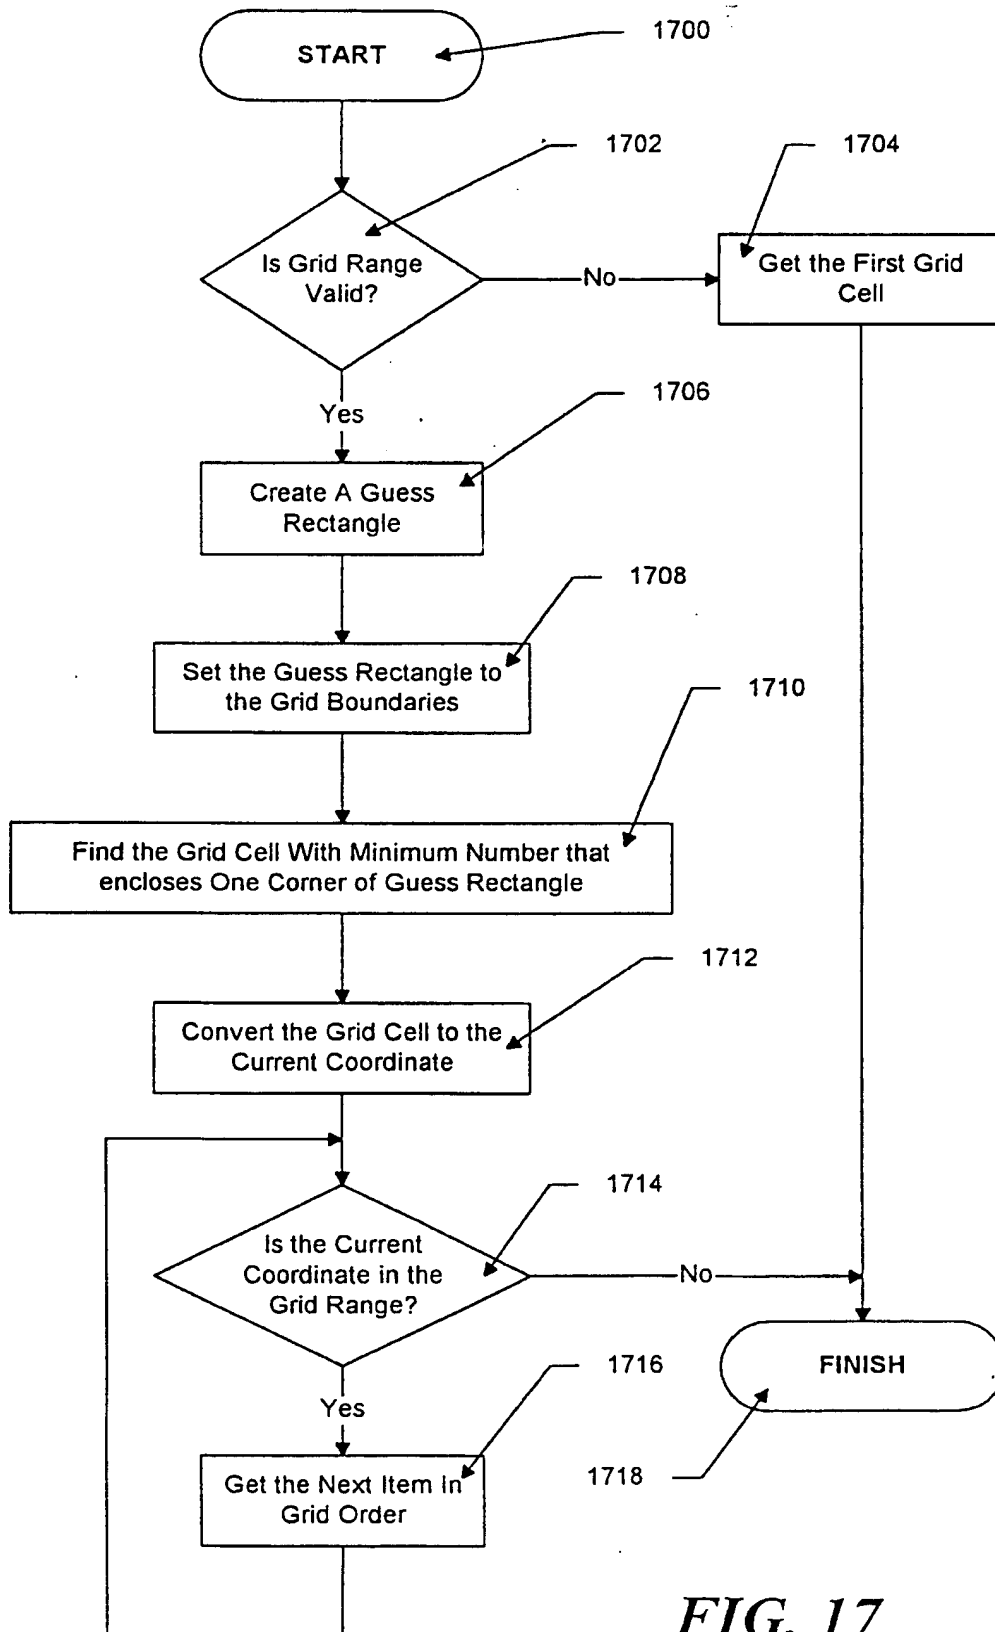 1700
START
1702
1704
Is Grid Range
Valid?
No
Get the First Grid
Cell
Yes
1706
Create A Guess
Rectangle
1708
Set the Guess Rectangle to
the Grid Boundaries
1710
Find the Grid Cell With Minimum Number that
encloses One Corner of Guess Rectangle
1712
Convert the Grid Cell to the
Current Coordinate
1714
Is the Current
Coordinate in the
Grid Range?
No
1716
FINISH
Yes
1718
Get the Next Item In
Grid Order
FIG. 17